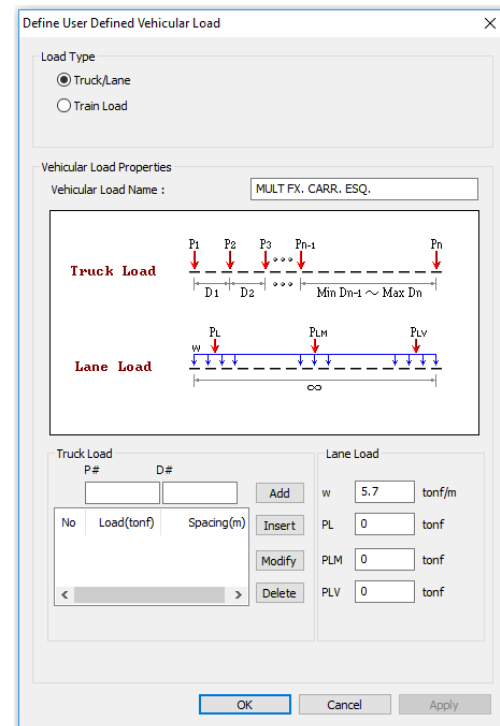 Define User Defined Vehicular Load
Load Type
Truck/Lane
Train Load
Vehicular Load Properties
Vehicular Load Name : MULT FX. CARR. ESQ.
P1 P2 P3 Pn-1 Pn
Truck Load
D1 D2 Min Dn-1 ～ Max Dn
PL PLM PLV
w
Lane Load
∞
Truck Load
P# D#
Add
No Load(tonf) Spacing(m)
Insert
Modify
Delete
Lane Load
w 5.7 tonf/m
PL 0 tonf
PLM 0 tonf
PLV 0 tonf
OK Cancel Apply